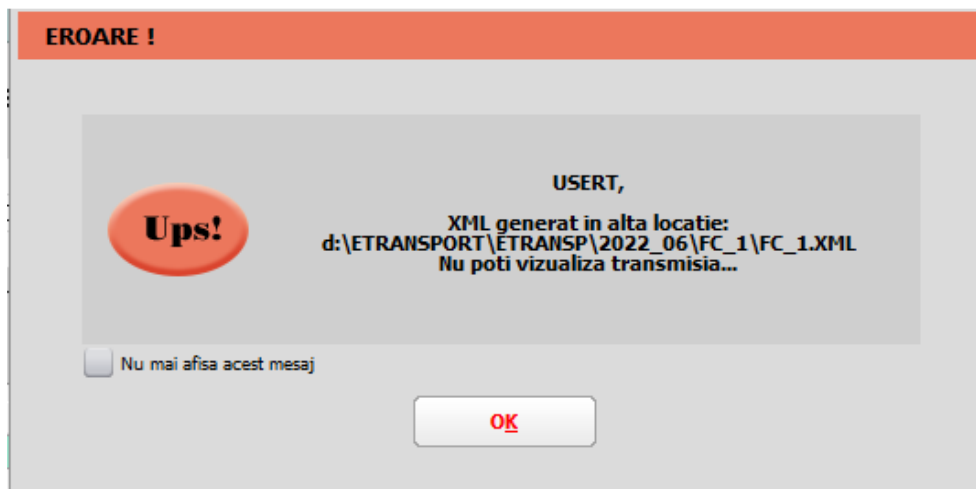 EROARE !
USERT,
Ups!
XML generat in alta locatie:
d:\ETRANSPORT\ETRANSP\2022_06\FC_1\FC_1.XML
Nu poti vizualiza transmisia...
Nu mai afisa acest mesaj
OK